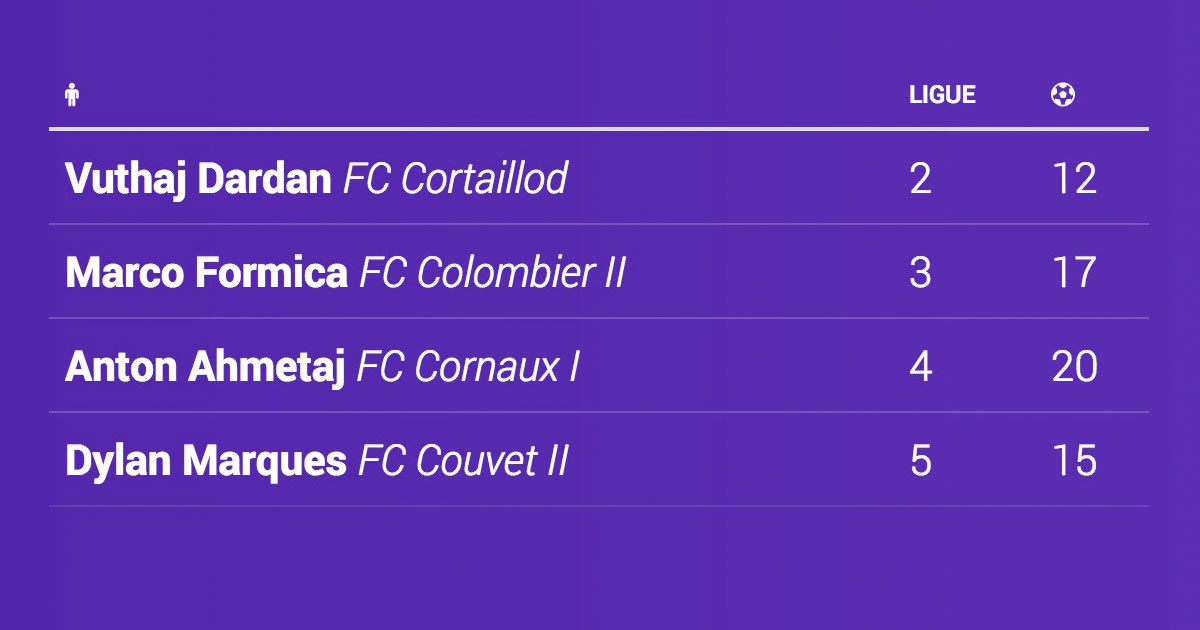 LIGUE
Vuthaj Dardan FC Cortaillod 2 12
Marco Formica FC Colombier II 3 17
Anton Ahmetaj FC Cornaux I 4 20
Dylan Marques FC Couvet II 5 15